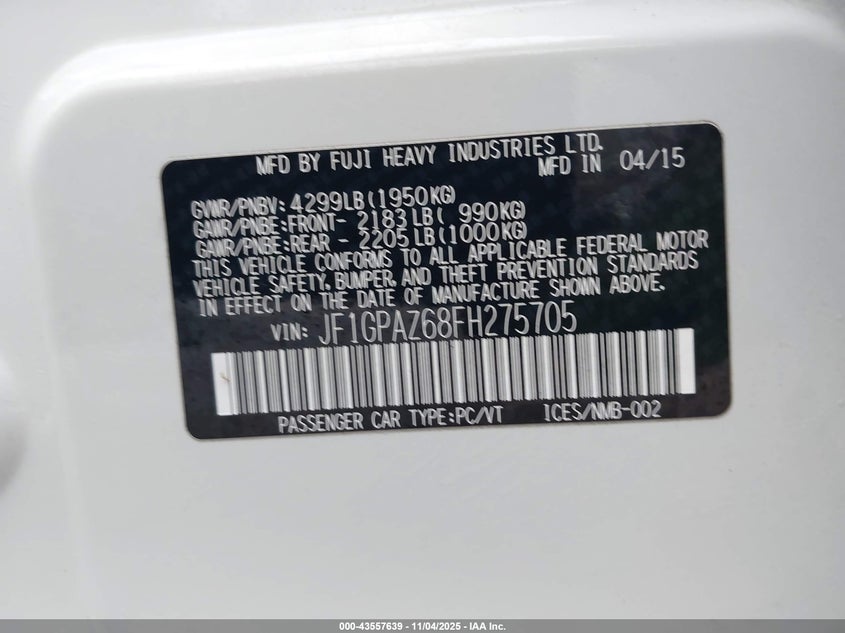 MFD BY FUJI HEAVY INDUSTRIES LTD.
MFD IN 04/15
GVWR/PNBV: 4299LB(1950KG)
GAWR/PNBE:FRONT- 2183LB( 990KG)
GAWR/PNBE:REAR - 2205LB(1000KG)
THIS VEHICLE CONFORMS TO ALL APPLICABLE FEDERAL MOTOR
VEHICLE SAFETY, BUMPER, AND THEFT PREVENTION STANDARDS
IN EFFECT ON THE DATE OF MANUFACTURE SHOWN ABOVE.
VIN: JF1GPAZ68FH275705
PASSENGER CAR TYPE:PC/VT ICES/NMB-002
000-43557639 - 11/04/2025 - IAA Inc.